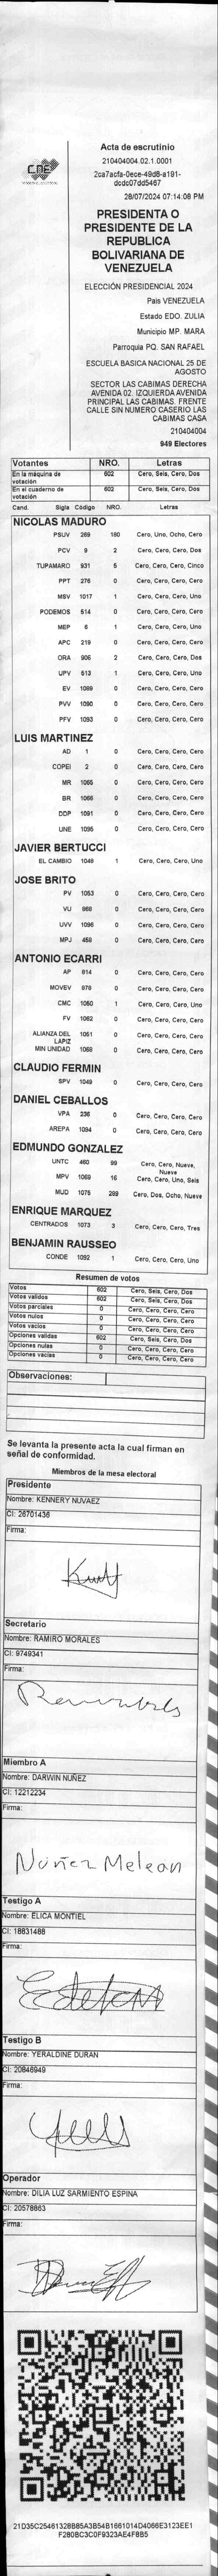 CNE
Acta de escrutinio
210404004.02.1.0001
2ca7acfa-0ece-49d8-a191-
dcdc07dd5467
28/07/2024 07:14:08 PM
PRESIDENTA O
PRESIDENTE DE LA
REPUBLICA
BOLIVARIANA DE
VENEZUELA
ELECCIÓN PRESIDENCIAL 2024
Pais VENEZUELA
Estado EDO. ZULIA
Municipio MP. MARA
Parroquia PQ. SAN RAFAEL
ESCUELA BASICA NACIONAL 25 DE
AGOSTO
SECTOR LAS CABIMAS DERECHA
AVENIDA 02. IZQUIERDA AVENIDA
PRINCIPAL LAS CABIMAS. FRENTE
CALLE SIN NUMERO CASERIO LAS
CABIMAS CASA
210404004
949 Electores
Votantes NRO. Letras
En la máquina de votación 602 Cero, Seis, Cero, Dos
En el cuaderno de votación 602 Cero, Seis, Cero, Dos
Cand. Sigla Código NRO. Letras
NICOLAS MADURO
PSUV 269 180 Cero, Uno, Ocho, Cero
PCV 9 2 Cero, Cero, Cero, Dos
TUPAMARO 931 5 Cero, Cero, Cero, Cinco
PPT 276 0 Cero, Cero, Cero, Cero
MSV 1017 1 Cero, Cero, Cero, Uno
PODEMOS 514 0 Cero, Cero, Cero, Cero
MEP 6 1 Cero, Cero, Cero, Uno
APC 219 0 Cero, Cero, Cero, Cero
ORA 906 2 Cero, Cero, Cero, Dos
UPV 513 1 Cero, Cero, Cero, Uno
EV 1089 0 Cero, Cero, Cero, Cero
PVV 1090 0 Cero, Cero, Cero, Cero
PFV 1093 0 Cero, Cero, Cero, Cero
LUIS MARTINEZ
AD 1 0 Cero, Cero, Cero, Cero
COPEI 2 0 Cero, Cero, Cero, Cero
MR 1065 0 Cero, Cero, Cero, Cero
BR 1066 0 Cero, Cero, Cero, Cero
DDP 1091 0 Cero, Cero, Cero, Cero
UNE 1095 0 Cero, Cero, Cero, Cero
JAVIER BERTUCCI
EL CAMBIO 1048 1 Cero, Cero, Cero, Uno
JOSE BRITO
PV 1053 0 Cero, Cero, Cero, Cero
VU 968 0 Cero, Cero, Cero, Cero
UVV 1096 0 Cero, Cero, Cero, Cero
MPJ 459 0 Cero, Cero, Cero, Cero
ANTONIO ECARRI
AP 914 0 Cero, Cero, Cero, Cero
MOVEV 978 0 Cero, Cero, Cero, Cero
CMC 1050 1 Cero, Cero, Cero, Uno
FV 1062 0 Cero, Cero, Cero, Cero
ALIANZA DEL LAPIZ 1051 0 Cero, Cero, Cero, Cero
MIN UNIDAD 1068 0 Cero, Cero, Cero, Cero
CLAUDIO FERMIN
SPV 1049 0 Cero, Cero, Cero, Cero
DANIEL CEBALLOS
VPA 236 0 Cero, Cero, Cero, Cero
AREPA 1094 0 Cero, Cero, Cero, Cero
EDMUNDO GONZALEZ
UNTC 460 99 Cero, Cero, Nueve, Nueve
MPV 1069 16 Cero, Cero, Uno, Seis
MUD 1075 289 Cero, Dos, Ocho, Nueve
ENRIQUE MARQUEZ
CENTRADOS 1073 3 Cero, Cero, Cero, Tres
BENJAMIN RAUSSEO
CONDE 1092 1 Cero, Cero, Cero, Uno
Resumen de votos
Votos 602 Cero, Seis, Cero, Dos
Votos validos 602 Cero, Seis, Cero, Dos
Votos parciales 0 Cero, Cero, Cero, Cero
Votos nulos 0 Cero, Cero, Cero, Cero
Votos vacios 0 Cero, Cero, Cero, Cero
Opciones validas 602 Cero, Seis, Cero, Dos
Opciones nulas 0 Cero, Cero, Cero, Cero
Opciones vacias 0 Cero, Cero, Cero, Cero
Observaciones:
Se levanta la presente acta la cual firman en
señal de conformidad.
Miembros de la mesa electoral
Presidente
Nombre: KENNERY NUVAEZ
CI: 26701436
Firma:
Secretario
Nombre: RAMIRO MORALES
CI: 9749341
Firma:
Miembro A
Nombre: DARWIN NUÑEZ
CI: 12212234
Firma:
Núñez Melean
Testigo A
Nombre: ELICA MONTIEL
CI: 18831488
Firma:
Testigo B
Nombre: YERALDINE DURAN
CI: 20846949
Firma:
Operador
Nombre: DILIA LUZ SARMIENTO ESPINA
CI: 20578863
Firma:
21D35C25461328B85A3B54B1661014D4066E3123EE1
F280BC3C0F9323AE4F8B5